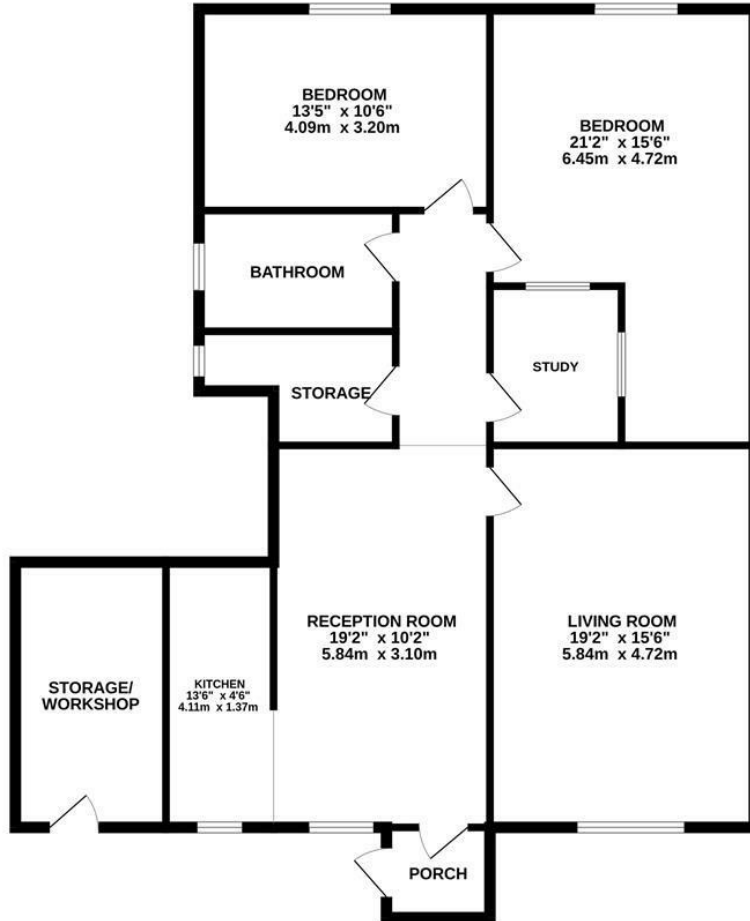 BEDROOM
13'5" x 10'6"
4.09m x 3.20m
BEDROOM
21'2" x 15'6"
6.45m x 4.72m
BATHROOM
STUDY
STORAGE
RECEPTION ROOM
19'2" x 10'2"
5.84m x 3.10m
LIVING ROOM
19'2" x 15'6"
5.84m x 4.72m
STORAGE/
WORKSHOP
KITCHEN
13'6" x 4'6"
4.11m x 1.37m
PORCH